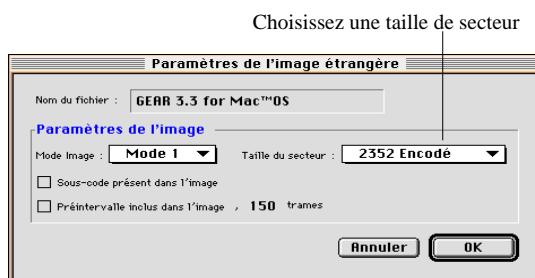 Choisissez une taille de secteur
Paramètres de l'image étrangère
Nom du fichier : GEAR 3.3 for Mac™OS
Paramètres de l'image
Mode Image : Mode 1 Taille du secteur : 2352 Encodé
Sous-code présent dans l'image
Préintervalle inclus dans l'image , 150 trames
Annuler OK